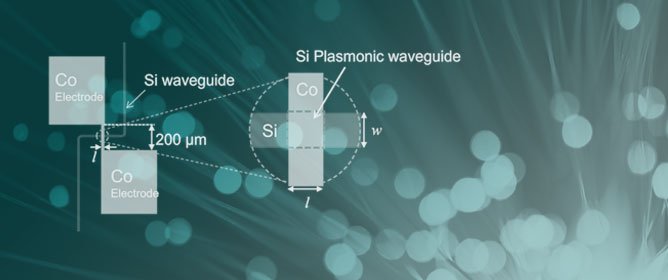 Si Plasmonic waveguide
Co
Electrode
Si waveguide
Co
Si
w
200 μm
l
Co
Electrode
l